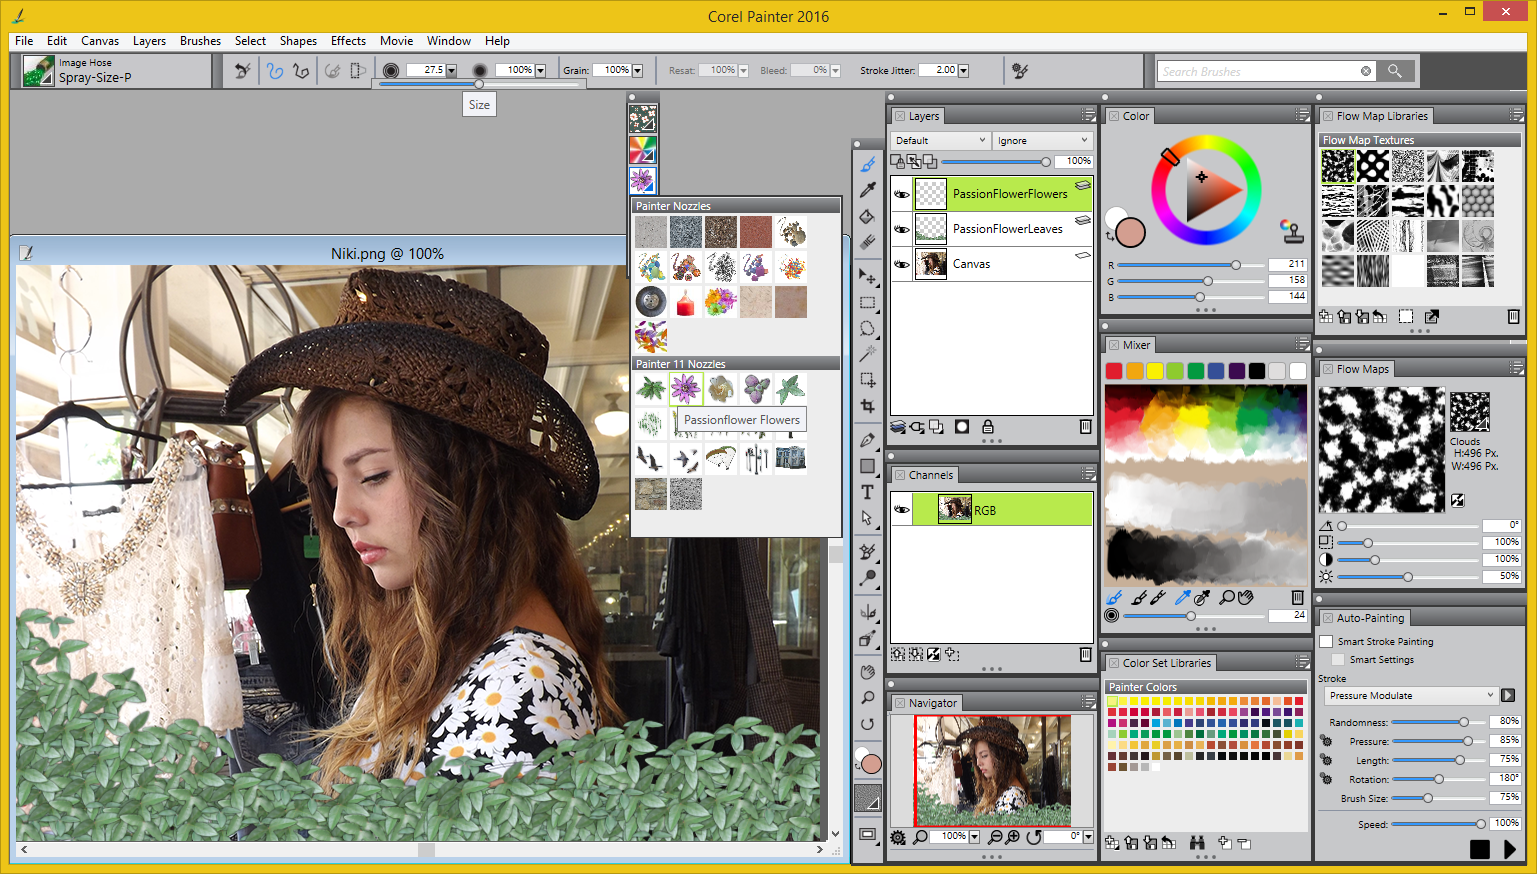 Corel Painter 2016
File Edit Canvas Layers Brushes Select Shapes Effects Movie Window Help
Image Hose
Spray-Size-P
27.5 100% Grain: 100% Resat: 100% Bleed: 0% Stroke Jitter: 2.00
Search Brushes
Size
Niki.png @ 100%
Painter Nozzles
Painter 11 Nozzles
Passionflower Flowers
Layers
Default Ignore
100%
PassionFlowerFlowers
PassionFlowerLeaves
Canvas
Channels
RGB
Navigator
100% 0°
T
Color
R 211
G 158
B 144
Mixer
24
Color Set Libraries
Painter Colors
Flow Map Libraries
Flow Map Textures
Flow Maps
Clouds
H:496 Px.
W:496 Px.
0°
100%
100%
50%
Auto-Painting
Smart Stroke Painting
Smart Settings
Stroke
Pressure Modulate
Randomness: 80%
Pressure: 85%
Length: 75%
Rotation: 180°
Brush Size: 75%
Speed: 100%